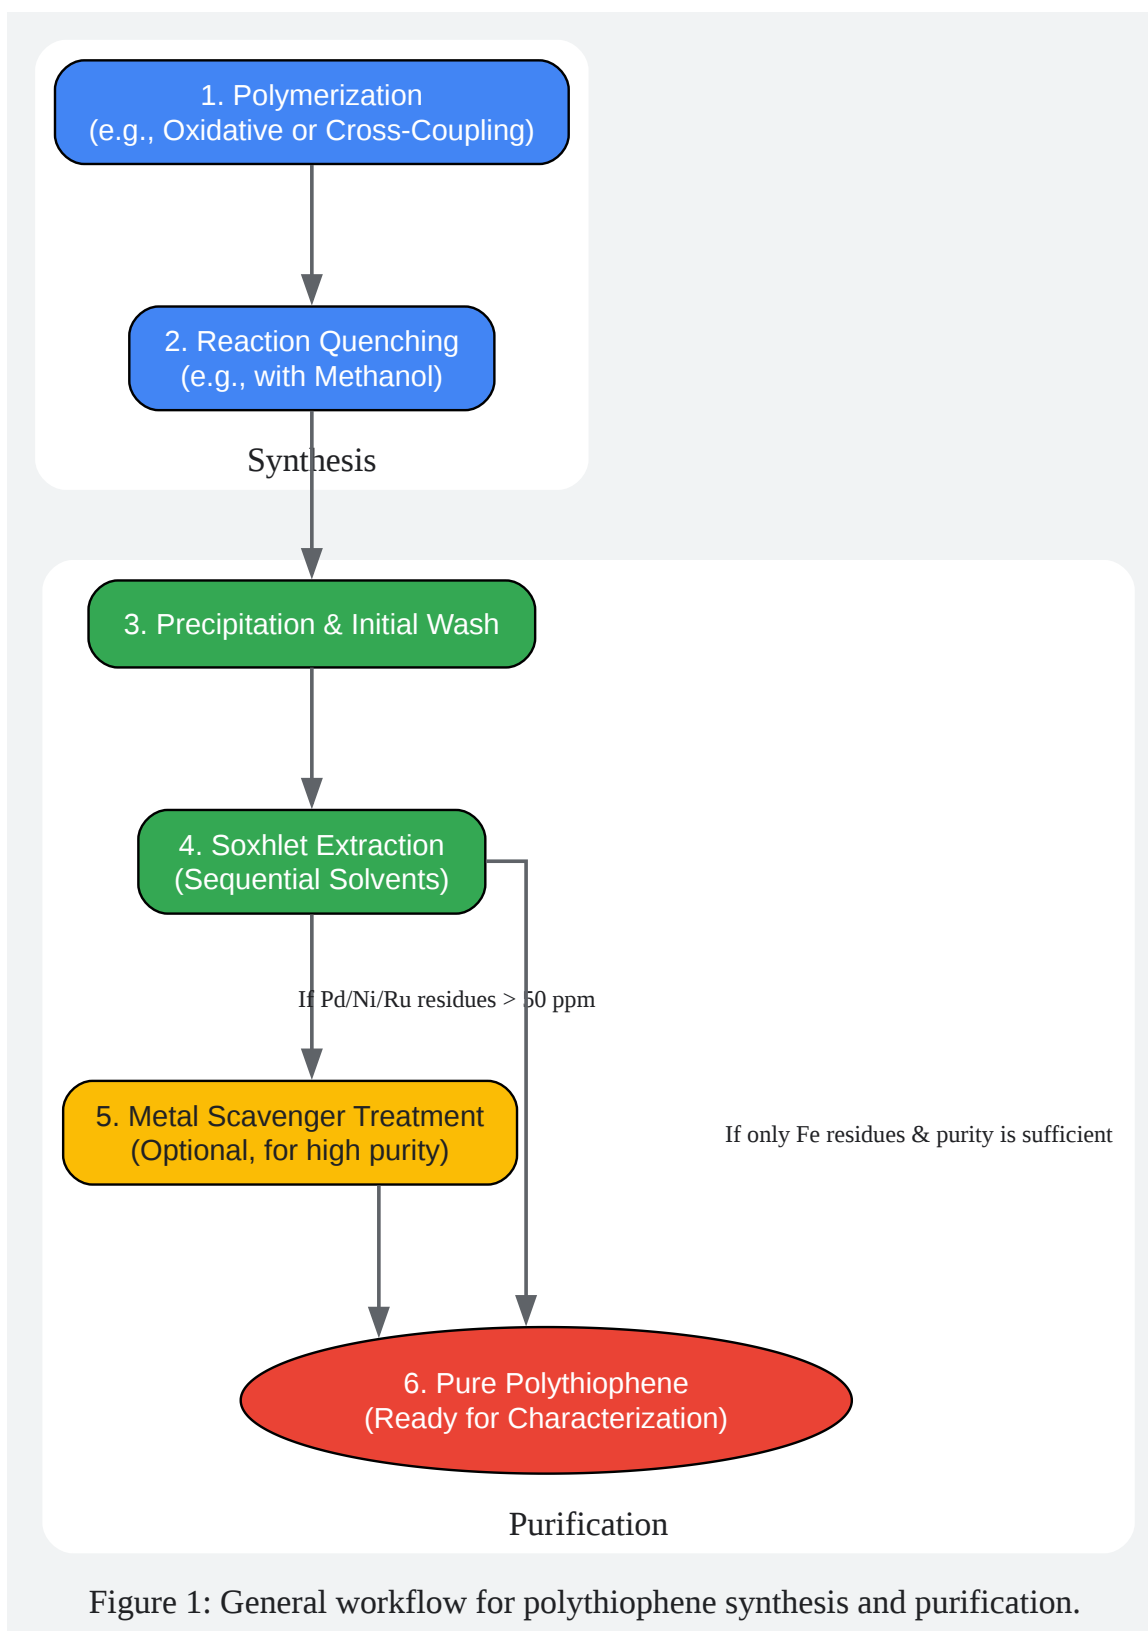 1. Polymerization
(e.g., Oxidative or Cross-Coupling)
2. Reaction Quenching
(e.g., with Methanol)
Synthesis
3. Precipitation & Initial Wash
4. Soxhlet Extraction
(Sequential Solvents)
If Pd/Ni/Ru residues > 50 ppm
5. Metal Scavenger Treatment
(Optional, for high purity)
If only Fe residues & purity is sufficient
6. Pure Polythiophene
(Ready for Characterization)
Purification
Figure 1: General workflow for polythiophene synthesis and purification.